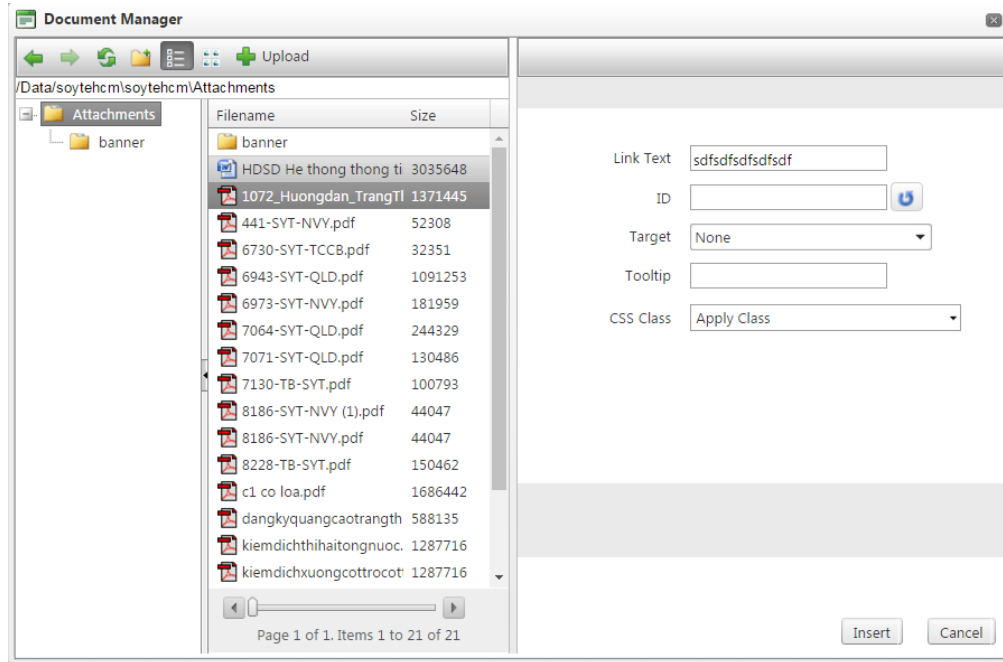 Document Manager
Upload
/Data/soytehcm\soytehcm\Attachments
Attachments
banner
Filename Size
banner
HDSD He thong thong ti 3035648
1072_Huongdan_TrangTl 1371445
441-SYT-NVY.pdf 52308
6730-SYT-TCCB.pdf 32351
6943-SYT-QLD.pdf 1091253
6973-SYT-NVY.pdf 181959
7064-SYT-QLD.pdf 244329
7071-SYT-QLD.pdf 130486
7130-TB-SYT.pdf 100793
8186-SYT-NVY (1).pdf 44047
8186-SYT-NVY.pdf 44047
8228-TB-SYT.pdf 150462
c1 co loa.pdf 1686442
dangkyquangcaotrangth 588135
kiemdichthihaitongnuoc. 1287716
kiemdichxuongcottrocot 1287716
Page 1 of 1. Items 1 to 21 of 21
Link Text sdfsdfsdfsdfsdf
ID
Target None
Tooltip
CSS Class Apply Class
Insert Cancel